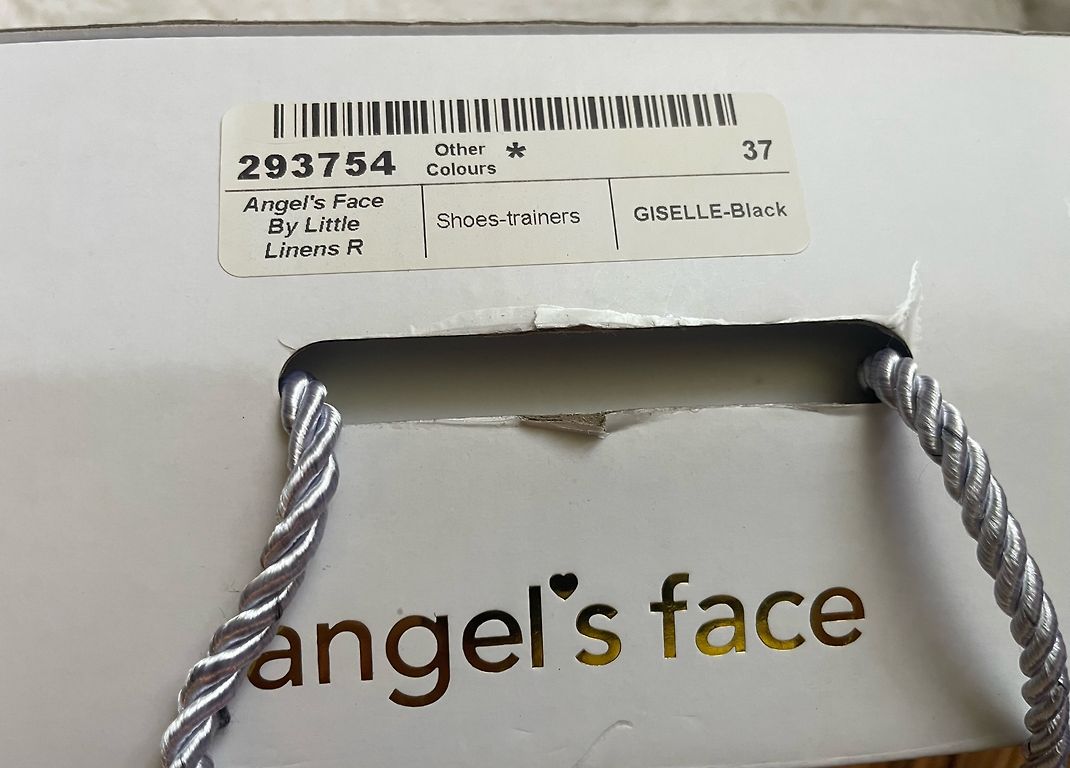 293754
Other
Colours
*
37
Angel's Face
By Little
Linens R
Shoes-trainers
GISELLE-Black
angel's face